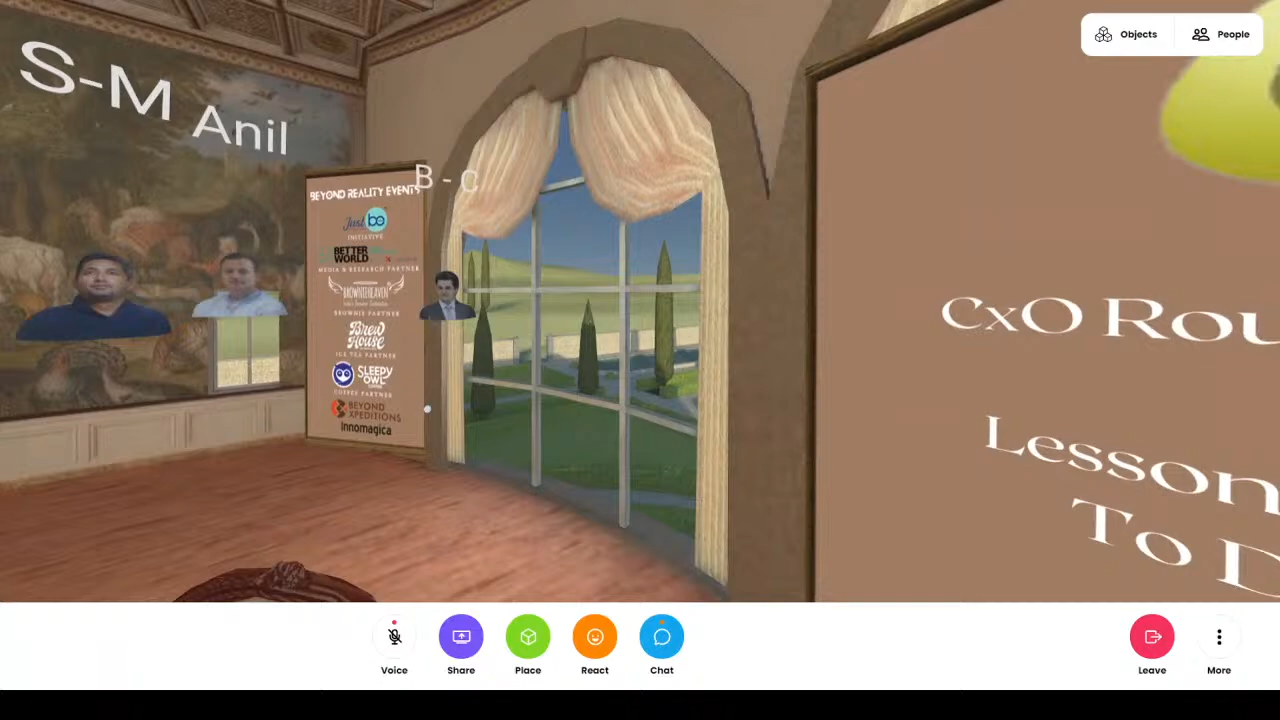 Objects
People
S-M
Anil
B - C
BEYOND REALITY EVENTS
Just be
INITIATIVE
BETTER
WORLD
MEDIA & RESEARCH PARTNER
BROWNIE HEAVEN
BROWNIE PARTNER
Brew
House
ICE TEA PARTNER
SLEEPY
OWL
COFFEE PARTNER
BEYOND
XPEDITIONS
Innomagica
CxO Rou
Lesson
To D
Voice
Share
Place
React
Chat
Leave
More